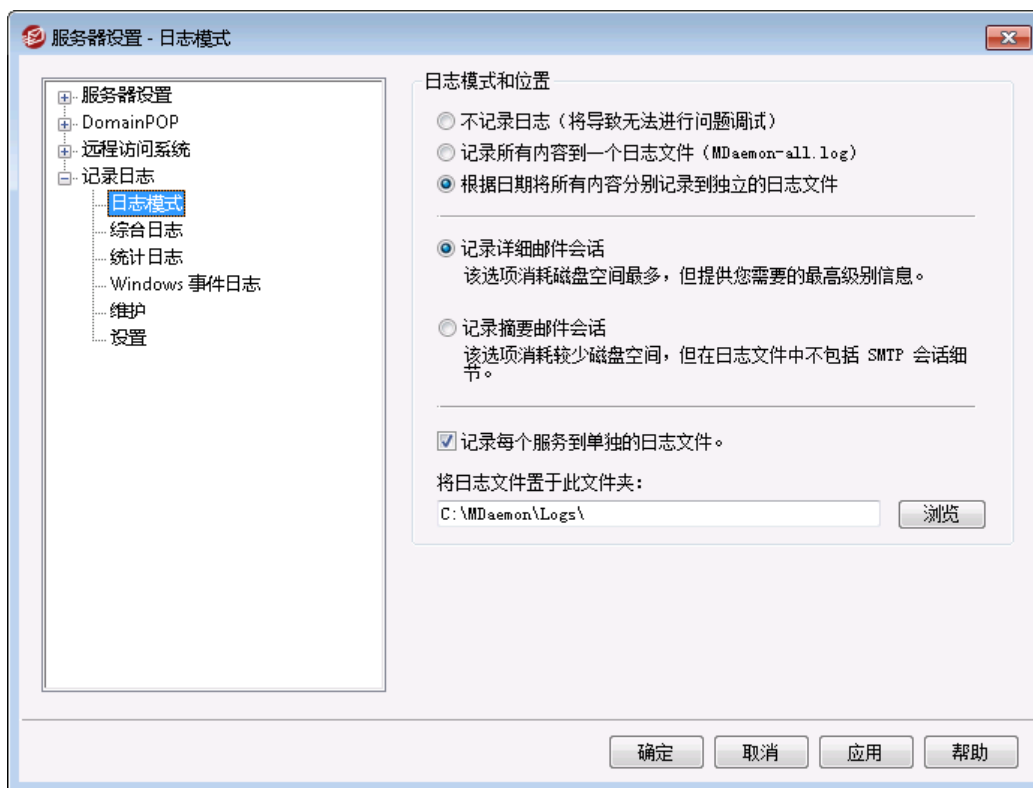 服务器设置 - 日志模式
服务器设置
DomainPOP
远程访问系统
记录日志
日志模式
综合日志
统计日志
Windows 事件日志
维护
设置
日志模式和位置
不记录日志（将导致无法进行问题调试）
记录所有内容到一个日志文件（MDaemon-all.log）
根据日期将所有内容分别记录到独立的日志文件
记录详细邮件会话
该选项消耗磁盘空间最多，但提供您需要的最高级别信息。
记录摘要邮件会话
该选项消耗较少磁盘空间，但在日志文件中不包括 SMTP 会话细
节。
记录每个服务到单独的日志文件。
将日志文件置于此文件夹：
C:\MDaemon\Logs\
浏览
确定
取消
应用
帮助